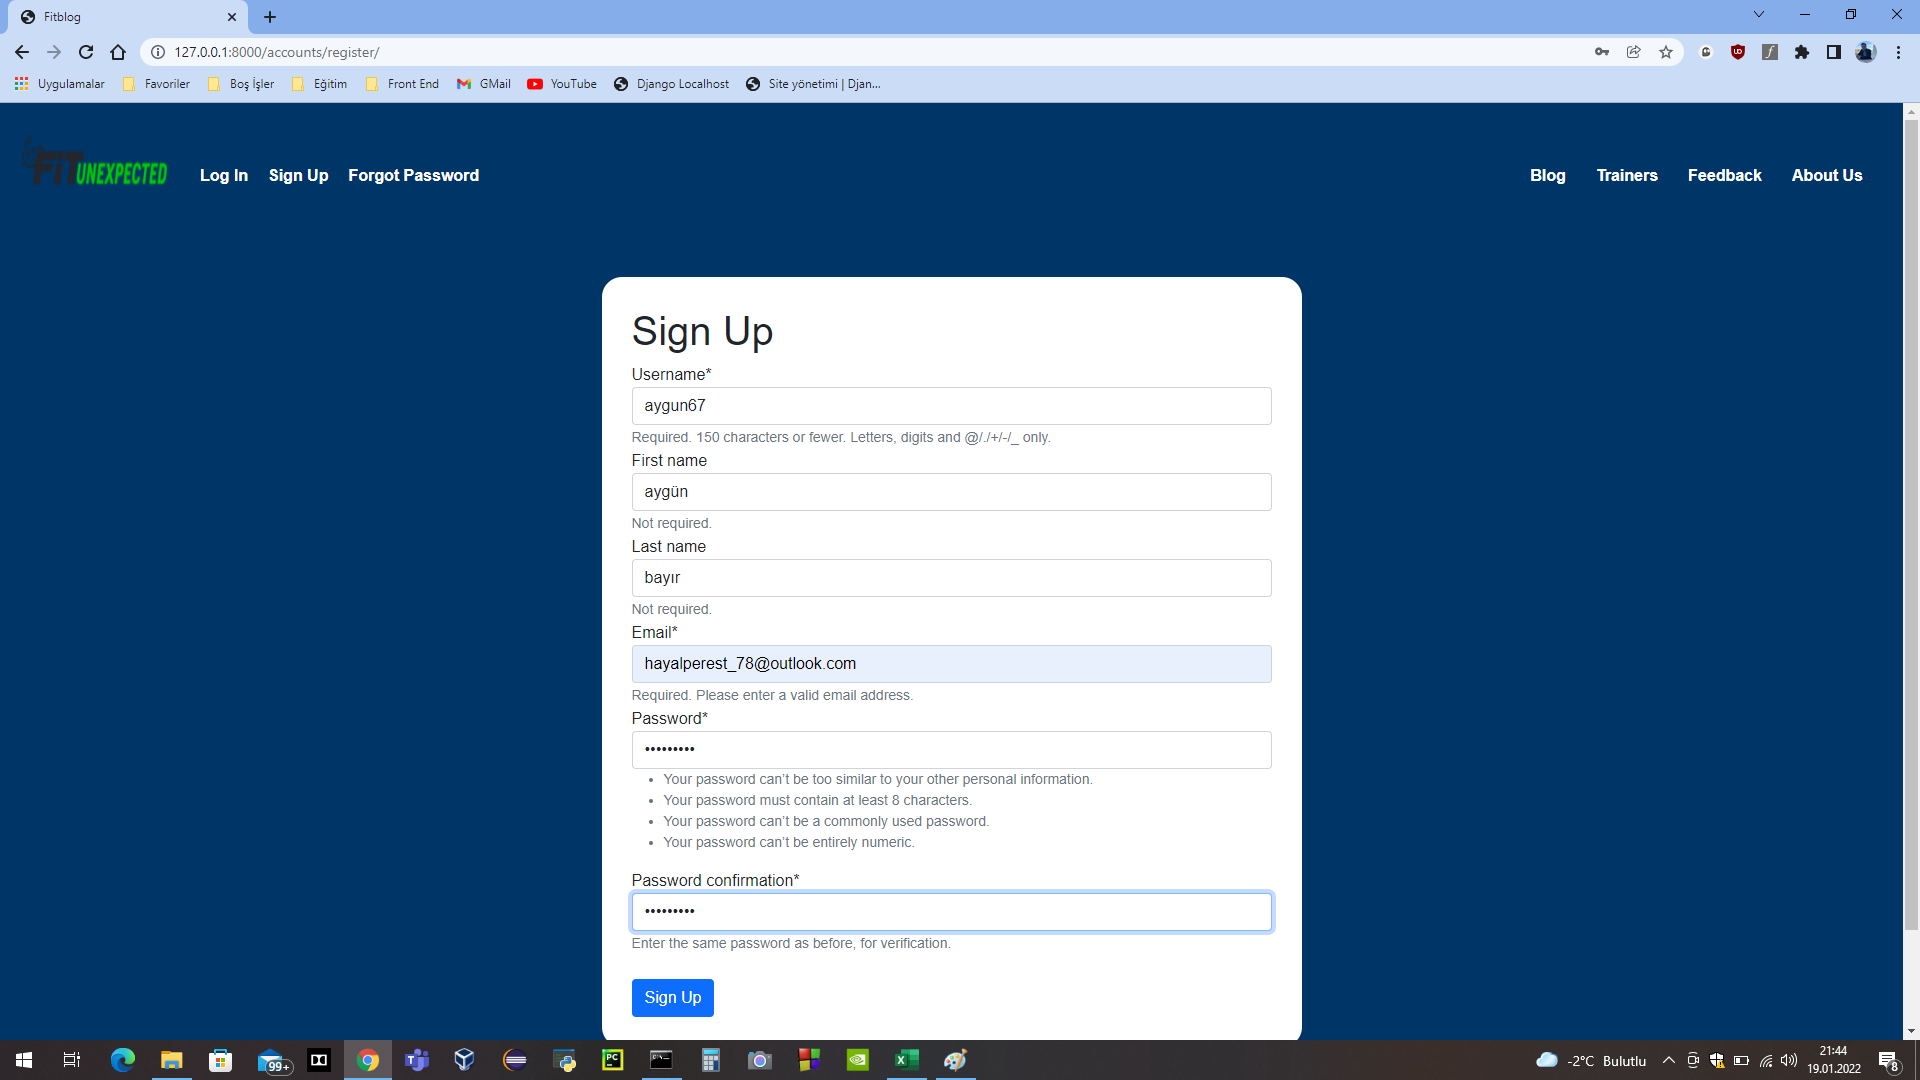 Fitblog
127.0.0.1:8000/accounts/register/
Uygulamalar Favoriler Boş İşler Eğitim Front End GMail YouTube Django Localhost Site yönetimi | Djan...
FiT UNEXPECTED Log In Sign Up Forgot Password Blog Trainers Feedback About Us
Sign Up
Username*
aygun67
Required. 150 characters or fewer. Letters, digits and @/./+/-/_ only.
First name
aygün
Not required.
Last name
bayır
Not required.
Email*
hayalperest_78@outlook.com
Required. Please enter a valid email address.
Password*
•••••••••
• Your password can’t be too similar to your other personal information.
• Your password must contain at least 8 characters.
• Your password can’t be a commonly used password.
• Your password can’t be entirely numeric.
Password confirmation*
•••••••••
Enter the same password as before, for verification.
Sign Up
99+ PC -2°C Bulutlu 21:44
19.01.2022 8